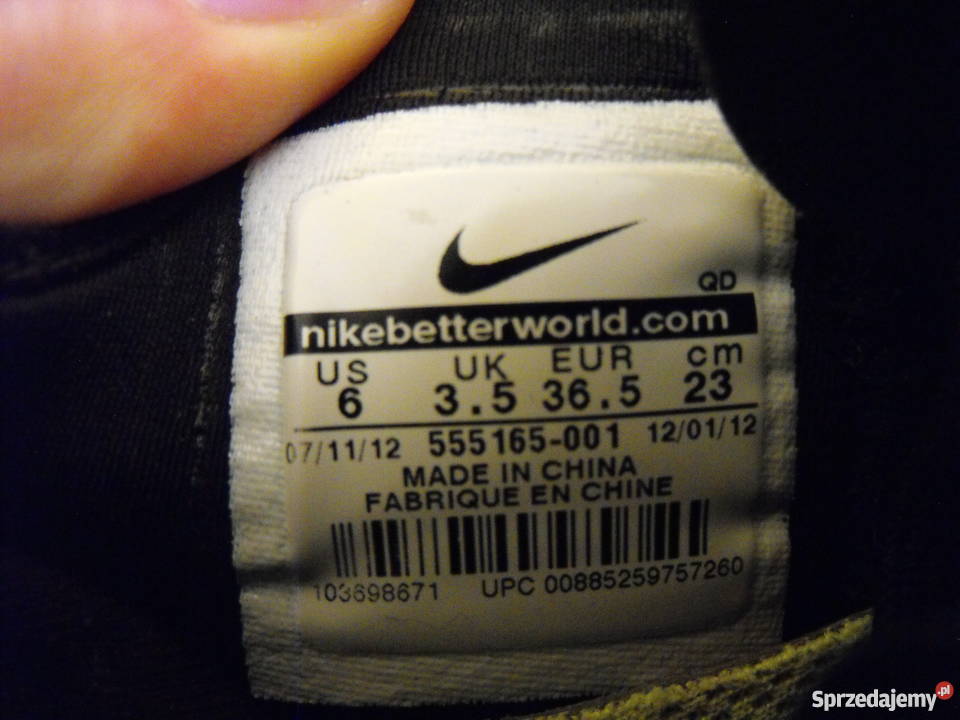 QD
nikebetterworld.com
US UK EUR cm
6 3.5 36.5 23
07/11/12 555165-001 12/01/12
MADE IN CHINA
FABRIQUE EN CHINE
103698671 UPC 00885259757260
Sprzedajemy.pl